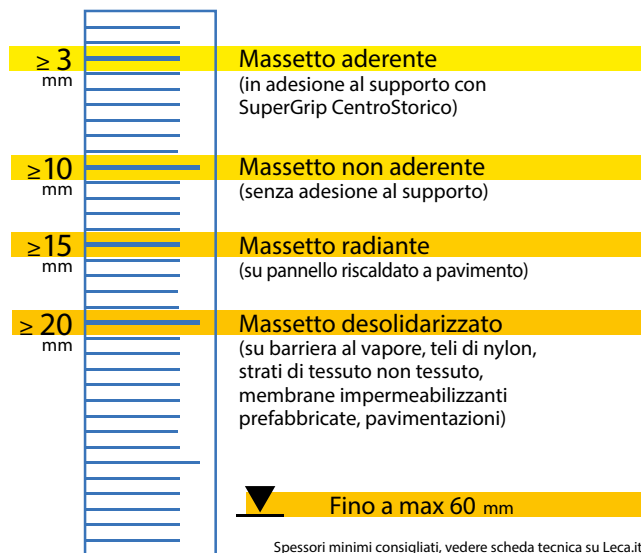 ≥ 3
mm
Massetto aderente
(in adesione al supporto con
SuperGrip CentroStorico)
≥10
mm
Massetto non aderente
(senza adesione al supporto)
≥15
mm
Massetto radiante
(su pannello riscaldato a pavimento)
≥ 20
mm
Massetto desolidarizzato
(su barriera al vapore, teli di nylon,
strati di tessuto non tessuto,
membrane impermeabilizzanti
prefabbricate, pavimentazioni)
Fino a max 60 mm
Spessori minimi consigliati, vedere scheda tecnica su Leca.it